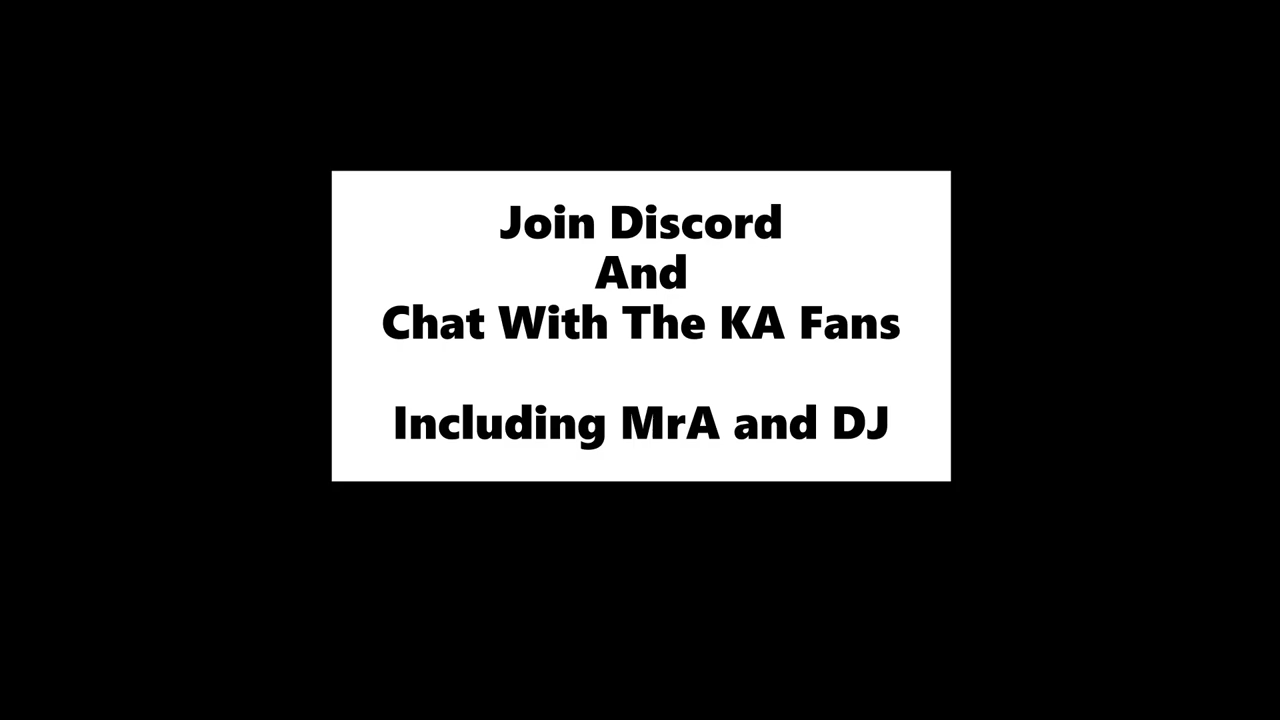 Join Discord
And
Chat With The KA Fans
Including MrA and DJ